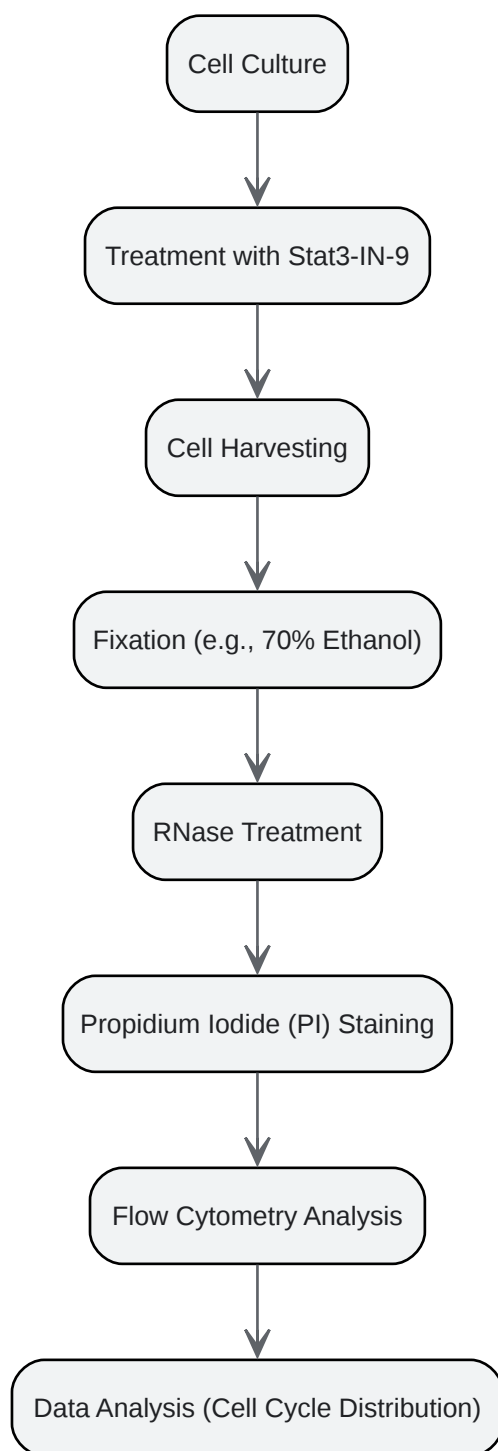 Cell Culture
Treatment with Stat3-IN-9
Cell Harvesting
Fixation (e.g., 70% Ethanol)
RNase Treatment
Propidium Iodide (PI) Staining
Flow Cytometry Analysis
Data Analysis (Cell Cycle Distribution)